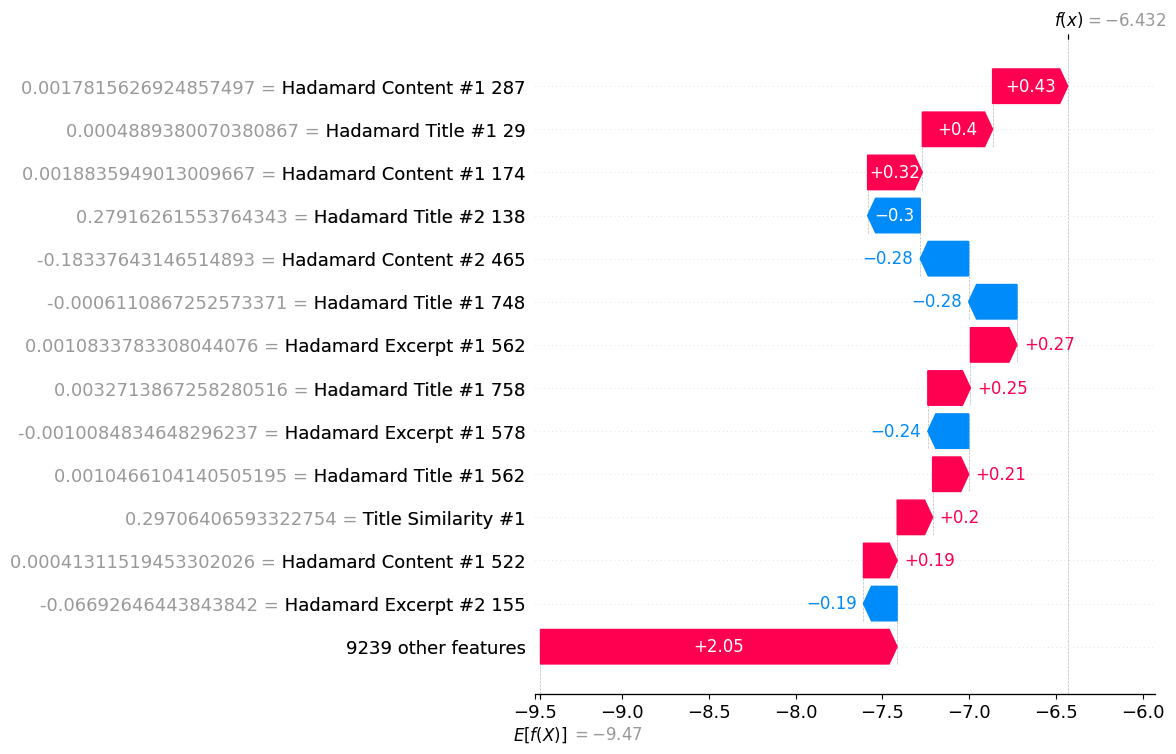 f(x) = −6.432
0.0017815626924857497 = Hadamard Content #1 287 +0.43
0.0004889380070380867 = Hadamard Title #1 29 +0.4
0.0018835949013009667 = Hadamard Content #1 174 +0.32
0.27916261553764343 = Hadamard Title #2 138 −0.3
-0.18337643146514893 = Hadamard Content #2 465 −0.28
-0.0006110867252573371 = Hadamard Title #1 748 −0.28
0.0010833783308044076 = Hadamard Excerpt #1 562 +0.27
0.0032713867258280516 = Hadamard Title #1 758 +0.25
-0.0010084834648296237 = Hadamard Excerpt #1 578 −0.24
0.0010466104140505195 = Hadamard Title #1 562 +0.21
0.29706406593322754 = Title Similarity #1 +0.2
0.00041311519453302026 = Hadamard Content #1 522 +0.19
-0.06692646443843842 = Hadamard Excerpt #2 155 −0.19
9239 other features +2.05
−9.5 −9.0 −8.5 −8.0 −7.5 −7.0 −6.5 −6.0
E[f(X)] = −9.47